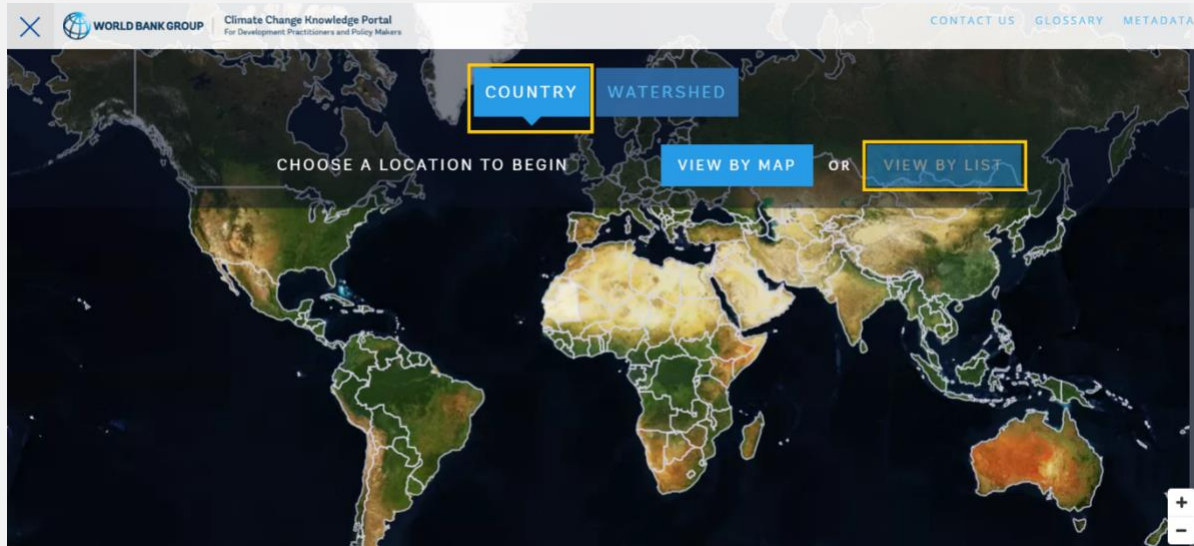 WORLD BANK GROUP
Climate Change Knowledge Portal
For Development Practitioners and Policy Makers
CONTACT US GLOSSARY METADATA
COUNTRY WATERSHED
CHOOSE A LOCATION TO BEGIN VIEW BY MAP OR VIEW BY LIST
+
−